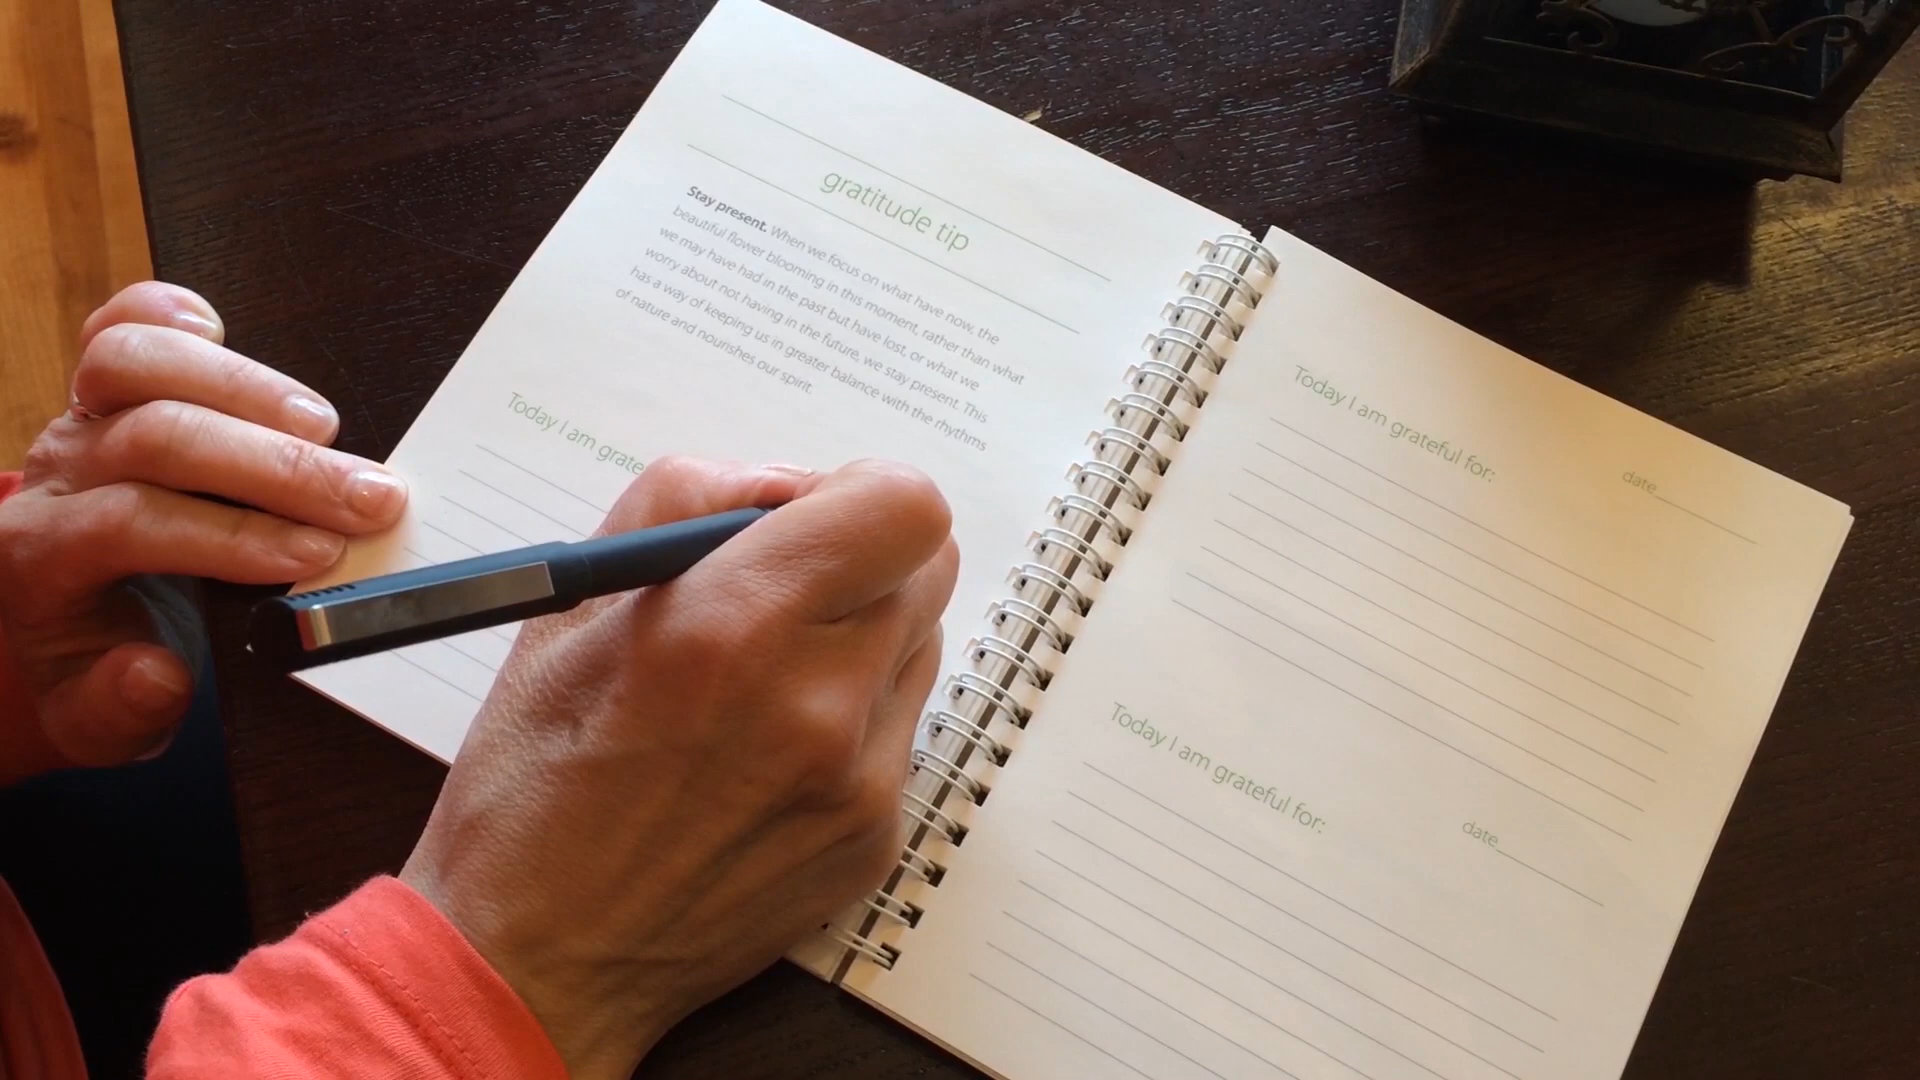 gratitude tip
Stay present. When we focus on what have now, the
beautiful flower blooming in this moment, rather than what
we may have had in the past but have lost, or what we
worry about not having in the future, we stay present. This
has a way of keeping us in greater balance with the rhythms
of nature and nourishes our spirit.
Today I am grate
Today I am grateful for:
date
Today I am grateful for:
date